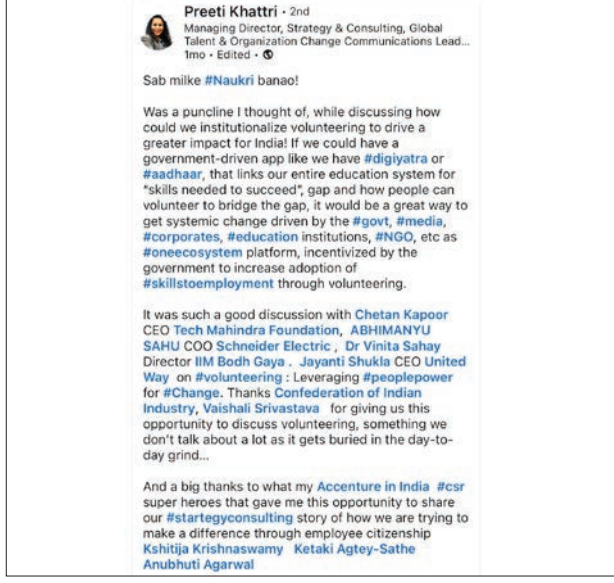 Preeti Khattri · 2nd
Managing Director, Strategy & Consulting, Global
Talent & Organization Change Communications Lead...
1mo · Edited ·
Sab milke #Naukri banao!
Was a puncline I thought of, while discussing how
could we institutionalize volunteering to drive a
greater impact for India! If we could have a
government-driven app like we have #digiyatra or
#aadhaar, that links our entire education system for
"skills needed to succeed", gap and how people can
volunteer to bridge the gap, it would be a great way to
get systemic change driven by the #govt, #media,
#corporates, #education institutions, #NGO, etc as
#oneecosystem platform, incentivized by the
government to increase adoption of
#skillstoemployment through volunteering.
It was such a good discussion with Chetan Kapoor
CEO Tech Mahindra Foundation, ABHIMANYU
SAHU COO Schneider Electric , Dr Vinita Sahay
Director IIM Bodh Gaya . Jayanti Shukla CEO United
Way on #volunteering : Leveraging #peoplepower
for #Change. Thanks Confederation of Indian
Industry, Vaishali Srivastava for giving us this
opportunity to discuss volunteering, something we
don't talk about a lot as it gets buried in the day-to-
day grind...
And a big thanks to what my Accenture in India #csr
super heroes that gave me this opportunity to share
our #startegyconsulting story of how we are trying to
make a difference through employee citizenship
Kshitija Krishnaswamy Ketaki Agtey-Sathe
Anubhuti Agarwal